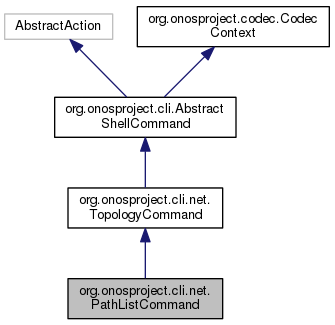 AbstractAction
org.onosproject.codec.Codec
Context
org.onosproject.cli.Abstract
ShellCommand
org.onosproject.cli.net.
TopologyCommand
org.onosproject.cli.net.
PathListCommand